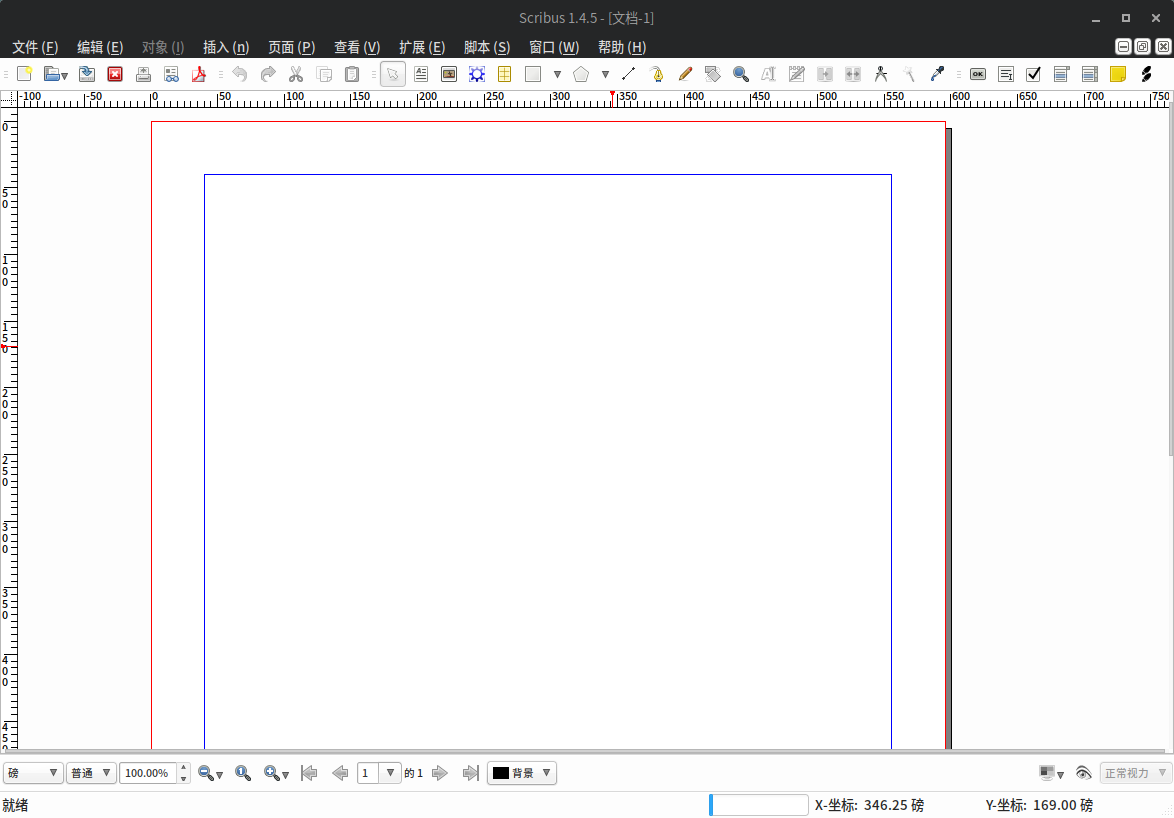 Scribus 1.4.5 - [文档-1]
文件 (F) 编辑 (E) 对象 (I) 插入 (n) 页面 (P) 查看 (V) 扩展 (E) 脚本 (S) 窗口 (W) 帮助 (H)
OK
-100 -50 0 50 100 150 200 250 300 350 400 450 500 550 600 650 700 750
0
50
100
150
200
250
300
350
400
450
磅 普通 100.00% 1 的 1 背景 正常视力
就绪 X-坐标: 346.25 磅 Y-坐标: 169.00 磅